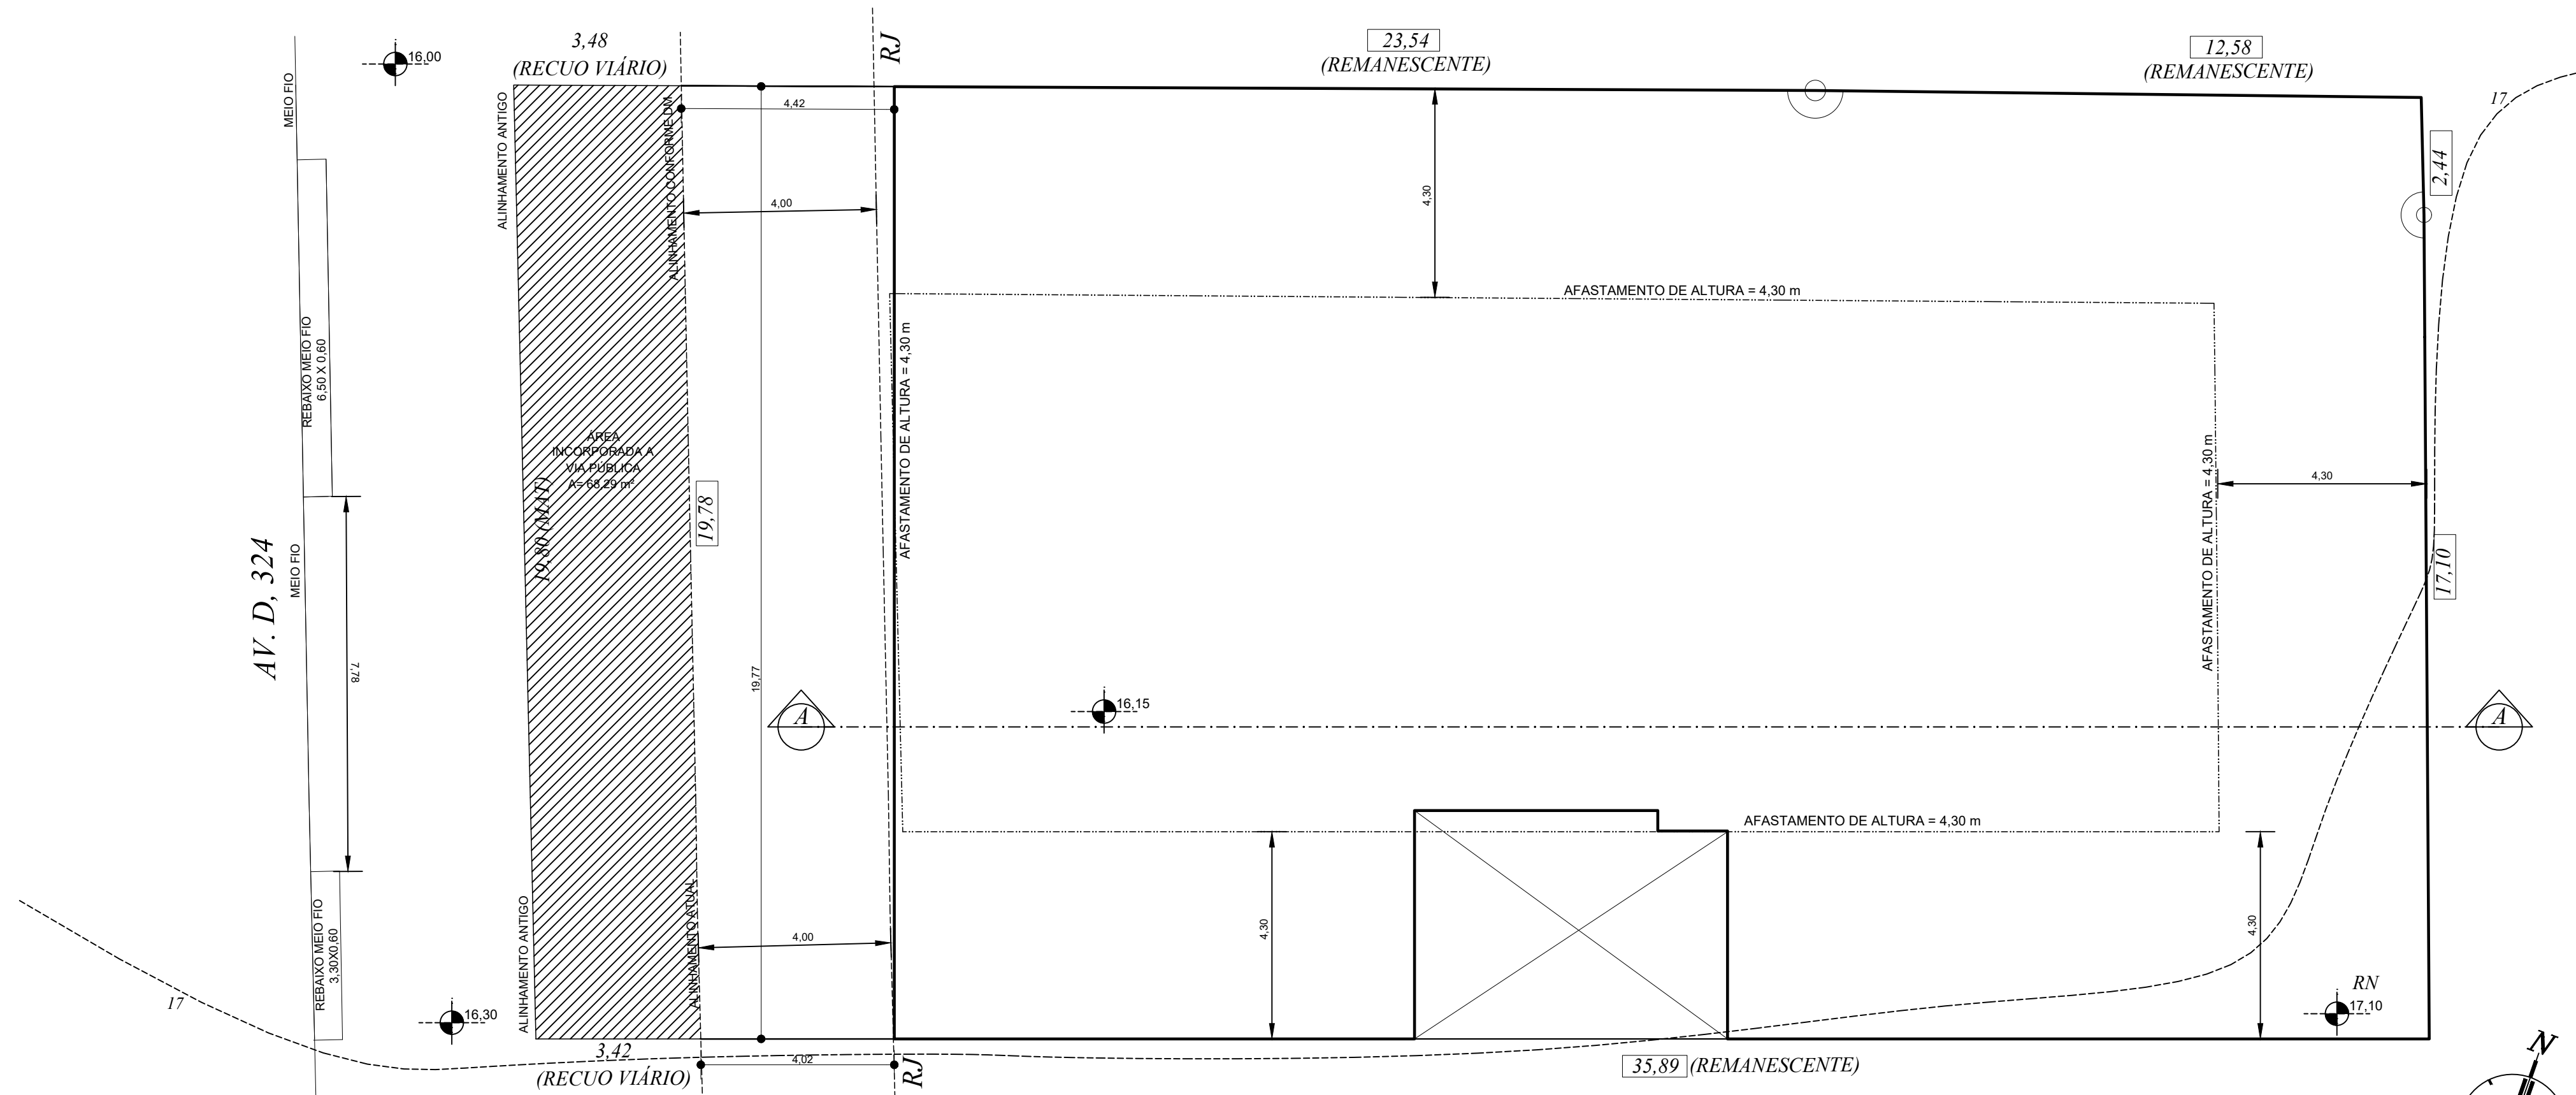 3,48
(RECUO VIÁRIO)
16,00
MEIO FIO
ALINHAMENTO ANTIGO
ALINHAMENTO CONFORME DM
RJ
4,42
4,00
23,54
(REMANESCENTE)
12,58
(REMANESCENTE)
17
2,44
4,30
AFASTAMENTO DE ALTURA = 4,30 m
AFASTAMENTO DE ALTURA = 4,30 m
REBAIXO MEIO FIO
6,50 X 0,60
ÁREA
INCORPORADA A
VIA PÚBLICA
A= 68,29 m²
19,80 (MAT)
19,78
AFASTAMENTO DE ALTURA = 4,30 m
4,30
17,10
AV. D, 324
MEIO FIO
7,78
19,77
A
16,15
A
AFASTAMENTO DE ALTURA = 4,30 m
REBAIXO MEIO FIO
3,30X0,60
ALINHAMENTO ANTIGO
ALINHAMENTO ATUAL
4,00
4,30
4,30
17
16,30
RN
17,10
3,42
(RECUO VIÁRIO)
4,02
RJ
35,89 (REMANESCENTE)
N